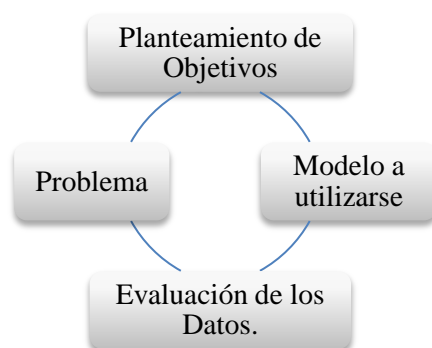 Planteamiento de
Objetivos
Problema
Modelo a
utilizarse
Evaluación de los
Datos.